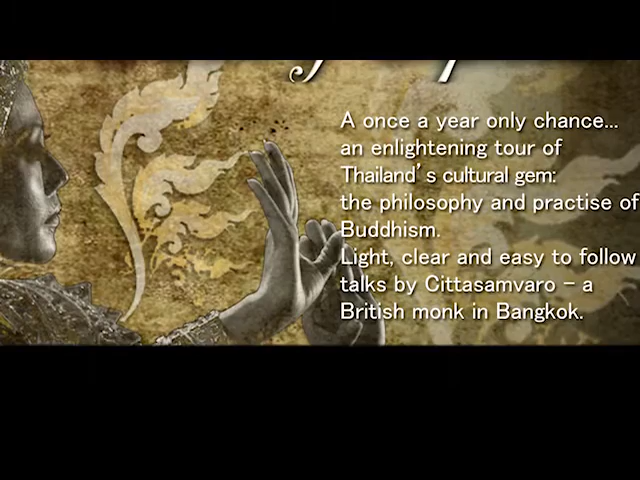 A once a year only chance...
an enlightening tour of
Thailand's cultural gem:
the philosophy and practise of
Buddhism.
Light, clear and easy to follow
talks by Cittasamvaro - a
British monk in Bangkok.